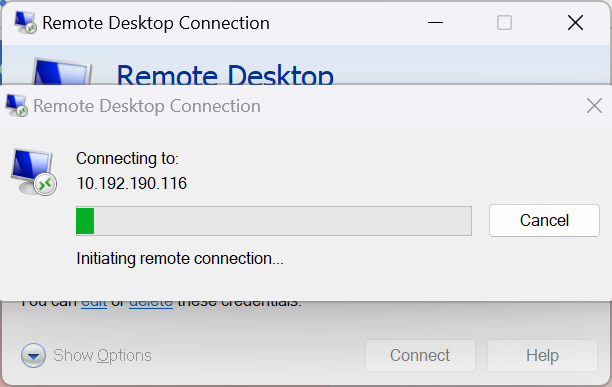 Remote Desktop Connection
Remote Desktop
Remote Desktop Connection
Connecting to:
10.192.190.116
Cancel
Initiating remote connection...
You can edit or delete these credentials.
Show Options
Connect
Help